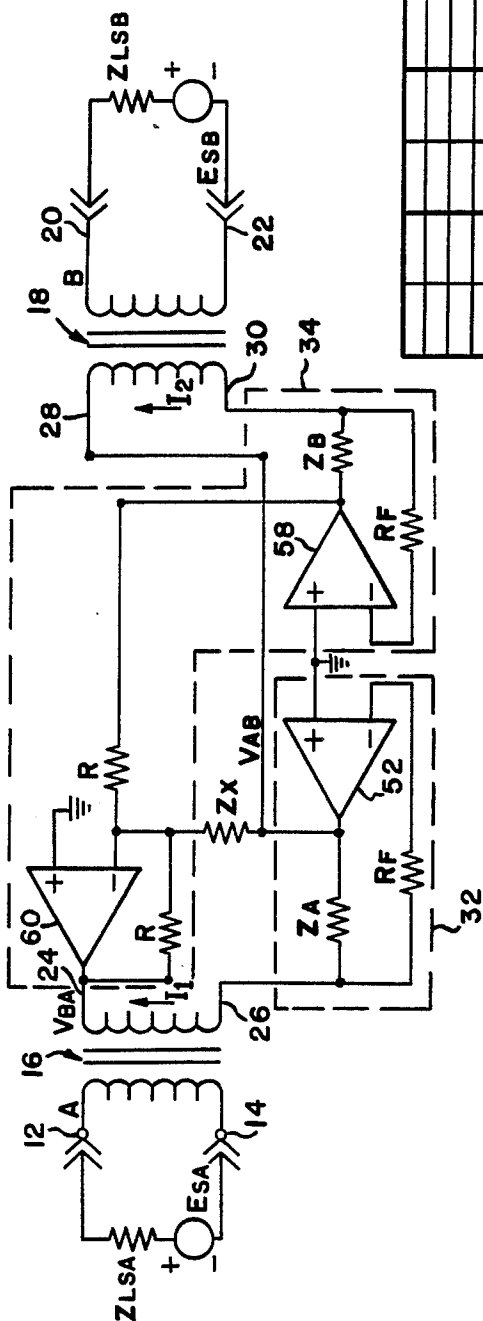 ZLSA
+
-
ESA
12
A
14
16
VBA
24
I1
26
60
+
-
R
R
ZX
VAB
ZA
52
+
-
RF
32
58
+
-
ZB
RF
34
28
I2
30
18
B
20
22
ESB
ZLSB
+
-